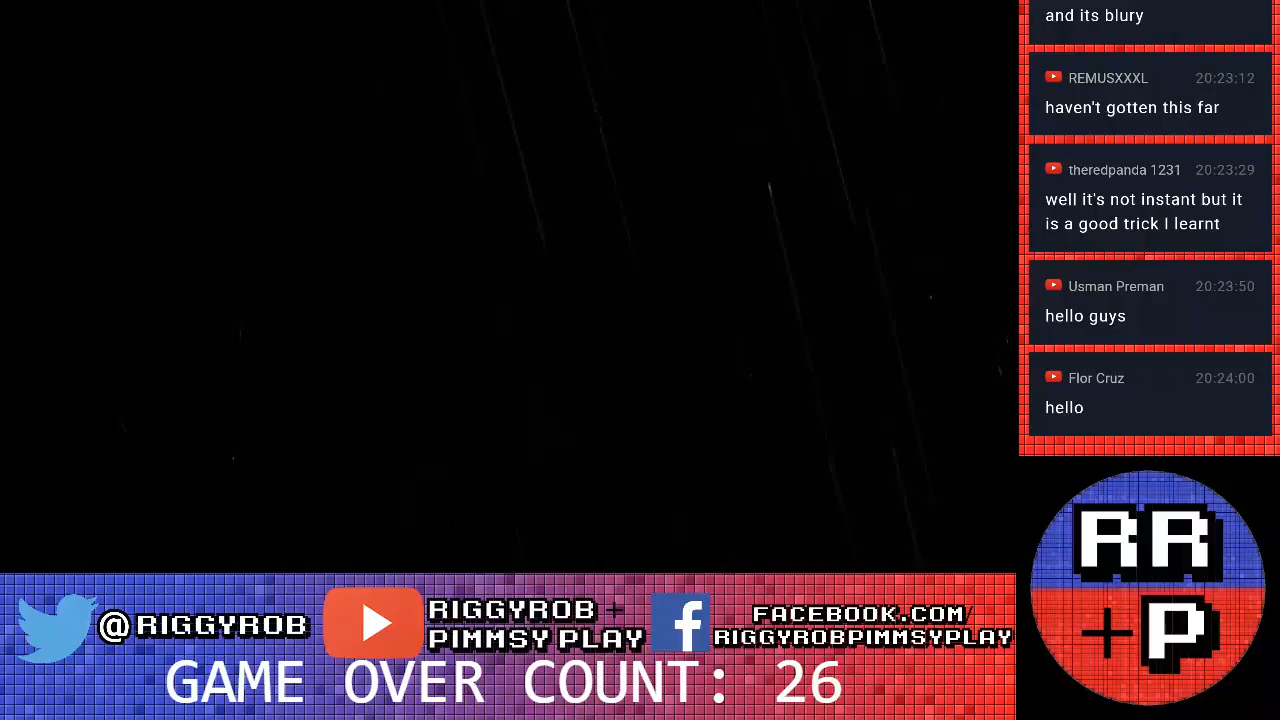 and its blury
REMUSXXXL 20:23:12
haven't gotten this far
theredpanda 1231 20:23:29
well it's not instant but it
is a good trick I learnt
Usman Preman 20:23:50
hello guys
Flor Cruz 20:24:00
hello
RR
+P
@RIGGYROB
RIGGYROB +
PIMMSY PLAY
FACEBOOK.COM/
RIGGYROBPIMMSYPLAY
GAME OVER COUNT: 26